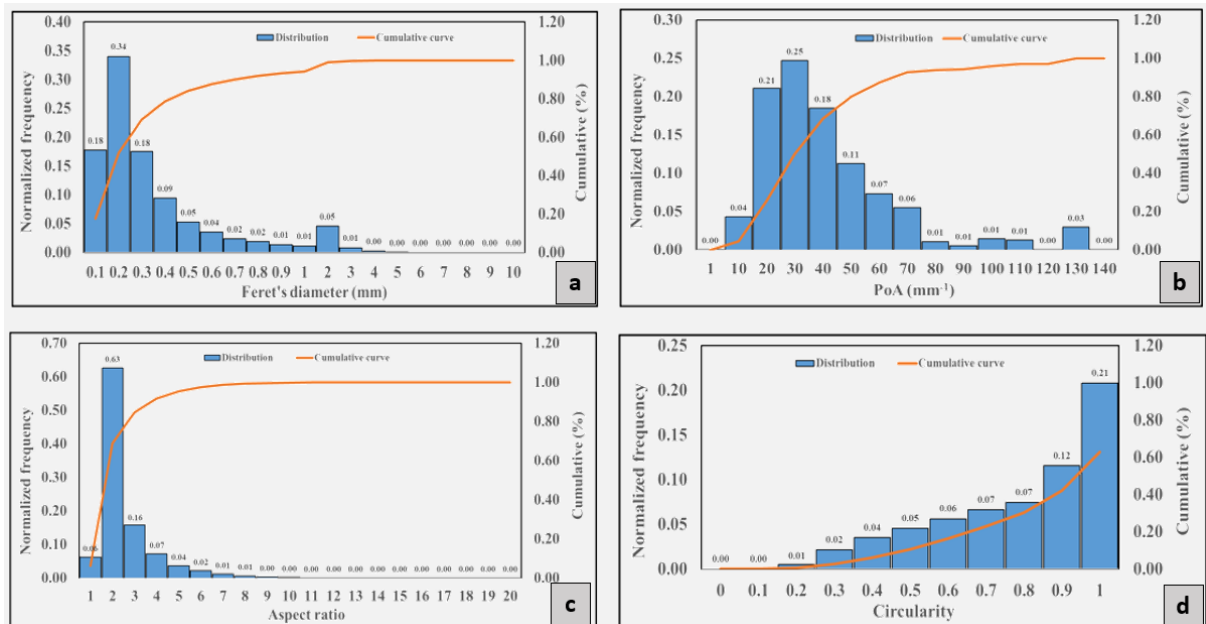 0.40 1.20
Distribution Cumulative curve
0.35 0.34 1.00
0.30
0.25 0.80
0.20 0.18 0.18 0.60
0.15
0.40
0.10 0.09
0.05 0.05 0.04 0.02 0.02 0.01 0.01 0.05 0.01 0.00 0.00 0.00 0.00 0.00 0.00 0.00 0.20
0.00 0.00
0.1 0.2 0.3 0.4 0.5 0.6 0.7 0.8 0.9 1 2 3 4 5 6 7 8 9 10
Feret's diameter (mm)
Normalized frequency
Cumulative (%)
a
0.30 1.20
Distribution Cumulative curve
0.25 0.25 1.00
0.21
0.20 0.80
0.18
0.15 0.60
0.11
0.10 0.40
0.07 0.06
0.05 0.04 0.03 0.20
0.00 0.01 0.01 0.01 0.01 0.00 0.00
0.00 0.00
1 10 20 30 40 50 60 70 80 90 100 110 120 130 140
PoA (mm⁻¹)
Normalized frequency
Cumulative (%)
b
0.70 1.20
Distribution Cumulative curve
0.63
0.60 1.00
0.50 0.80
0.40
0.60
0.30
0.40
0.20 0.16
0.10 0.06 0.07 0.04 0.02 0.01 0.01 0.00 0.00 0.00 0.00 0.00 0.00 0.00 0.00 0.00 0.00 0.00 0.00 0.20
0.00 0.00
1 2 3 4 5 6 7 8 9 10 11 12 13 14 15 16 17 18 19 20
Aspect ratio
Normalized frequency
Cumulative (%)
c
0.25 1.20
Distribution Cumulative curve
0.21
0.20 1.00
0.80
0.15
0.12 0.60
0.10
0.07 0.07 0.40
0.05 0.04 0.05 0.06
0.00 0.00 0.01 0.02 0.20
0.00 0.00
0 0.1 0.2 0.3 0.4 0.5 0.6 0.7 0.8 0.9 1
Circularity
Normalized frequency
Cumulative (%)
d